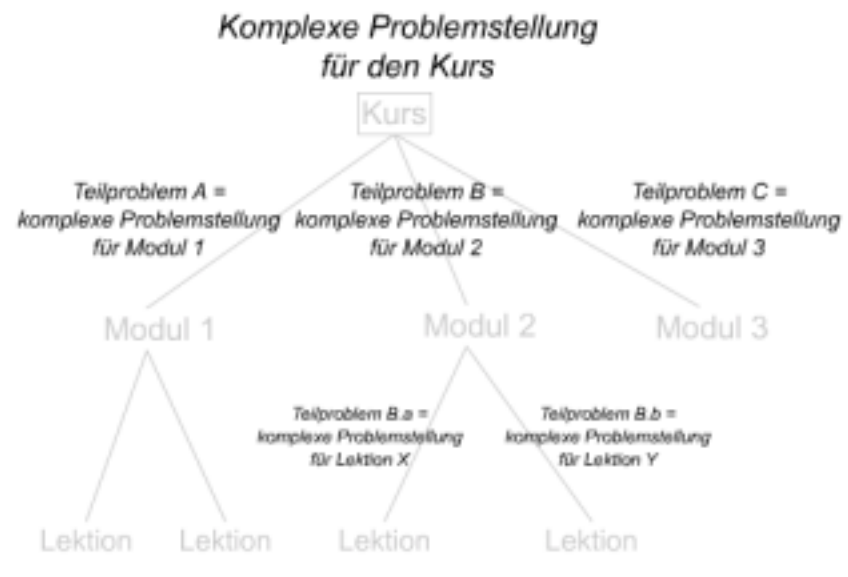 Komplexe Problemstellung
für den Kurs
Kurs
Teilproblem A =
komplexe Problemstellung
für Modul 1
Teilproblem B =
komplexe Problemstellung
für Modul 2
Teilproblem C =
komplexe Problemstellung
für Modul 3
Modul 1
Modul 2
Modul 3
Teilproblem B.a =
komplexe Problemstellung
für Lektion X
Teilproblem B.b =
komplexe Problemstellung
für Lektion Y
Lektion
Lektion
Lektion
Lektion